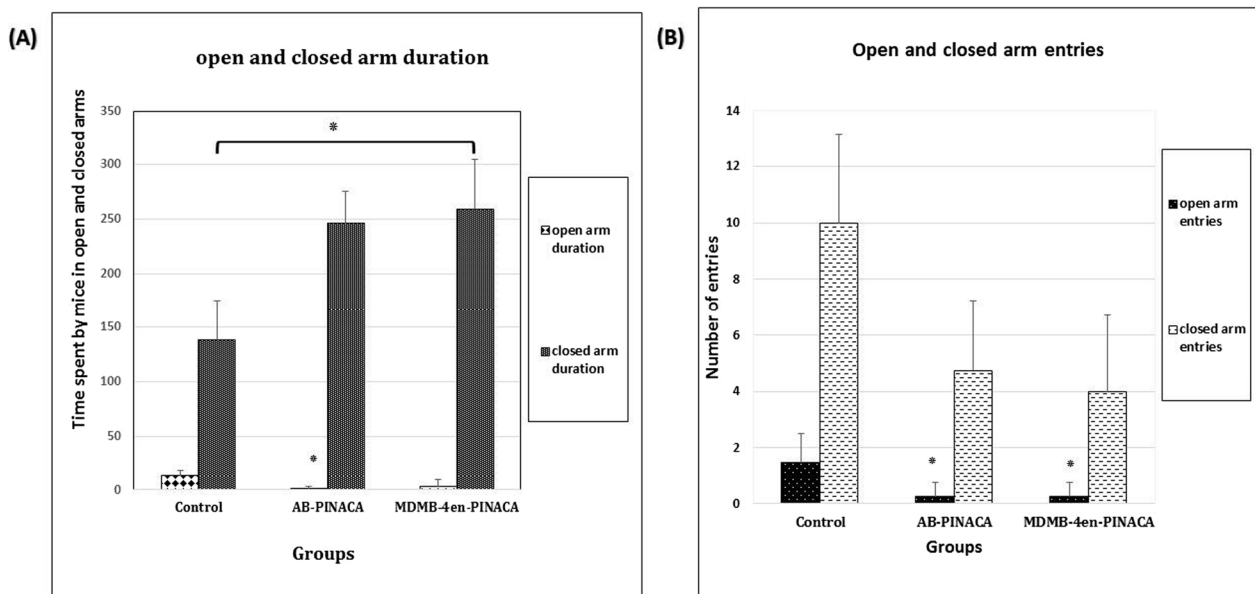 (A)
open and closed arm duration
Time spent by mice in open and closed arms
350
300
250
200
150
100
50
0
*
*
Control
AB-PINACA
MDMB-4en-PINACA
Groups
open arm
duration
closed arm
duration
(B)
Open and closed arm entries
Number of entries
14
12
10
8
6
4
2
0
*
*
Control
AB-PINACA
MDMB-4en-PINACA
Groups
open arm
entries
closed arm
entries